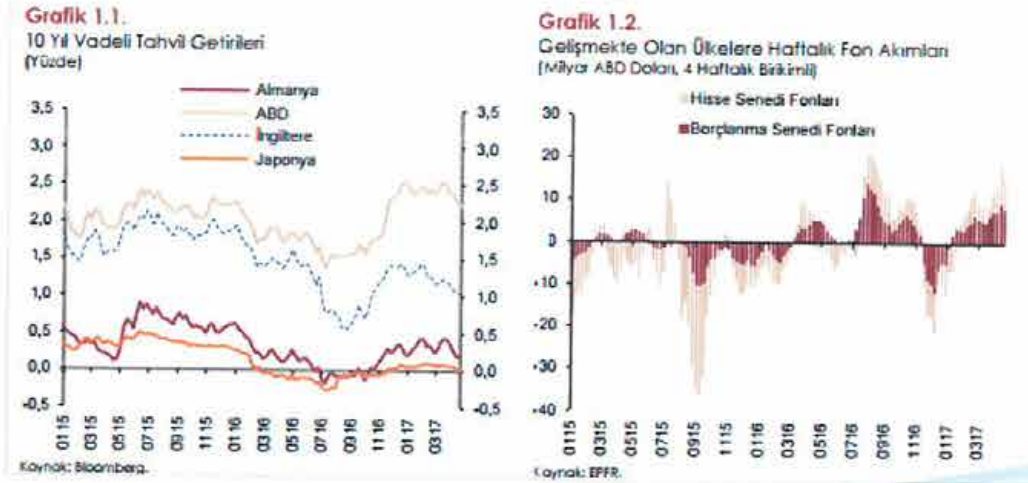 Grafik 1.1.
10 Yıl Vadeli Tahvil Getirileri
(Yüzde)
Almanya
ABD
İngiltere
Japonya
3,5 3,5
3,0 3,0
2,5 2,5
2,0 2,0
1,5 1,5
1,0 1,0
0,5 0,5
0,0 0,0
-0,5 -0,5
0115 0315 0515 0715 0915 1115 0116 0316 0516 0716 0916 1116 0117 0317
Kaynak: Bloomberg.
Grafik 1.2.
Gelişmekte Olan Ülkelere Haftalık Fon Akımları
(Milyar ABD Doları, 4 Haftalık Birikimli)
Hisse Senedi Fonları
Borçlanma Senedi Fonları
30
20
10
0
-10
-20
-30
-40
0115 0315 0515 0715 0915 1115 0116 0316 0516 0716 0916 1116 0117 0317
Kaynak: EPFR.